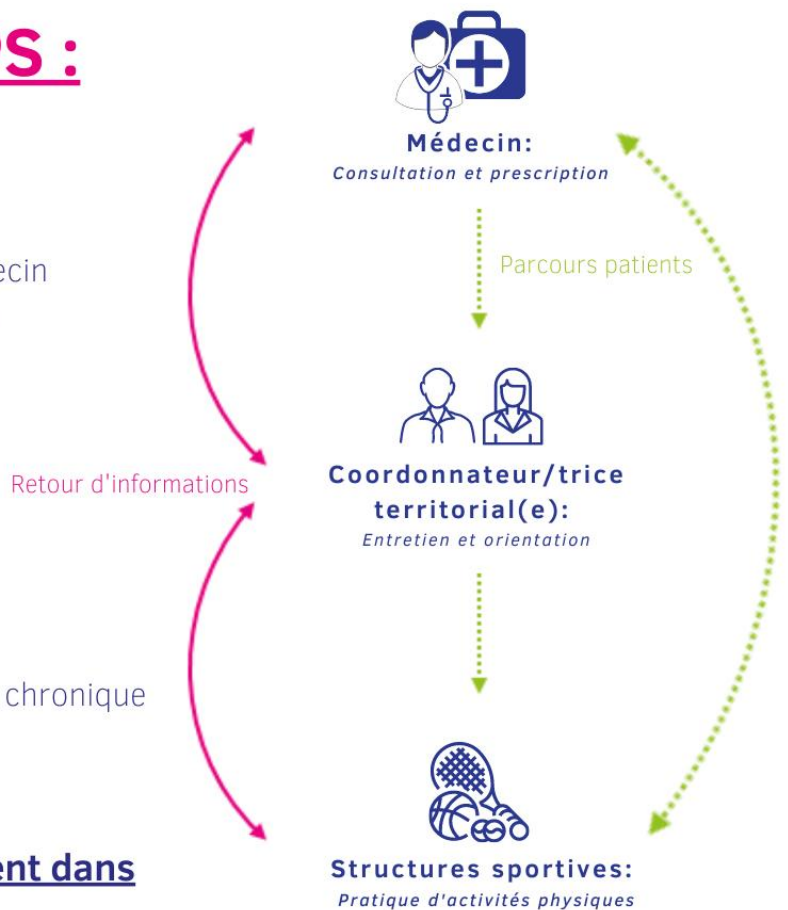 PS :
Médecin:
Consultation et prescription
ecin
Parcours patients
Retour d'informations
Coordonnateur/trice
territorial(e):
Entretien et orientation
chronique
ent dans
Structures sportives:
Pratique d'activités physiques